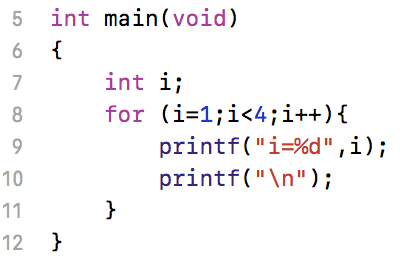 5 int main(void)
6 {
7     int i;
8     for (i=1;i<4;i++){
9         printf("i=%d",i);
10         printf("\n");
11     }
12 }